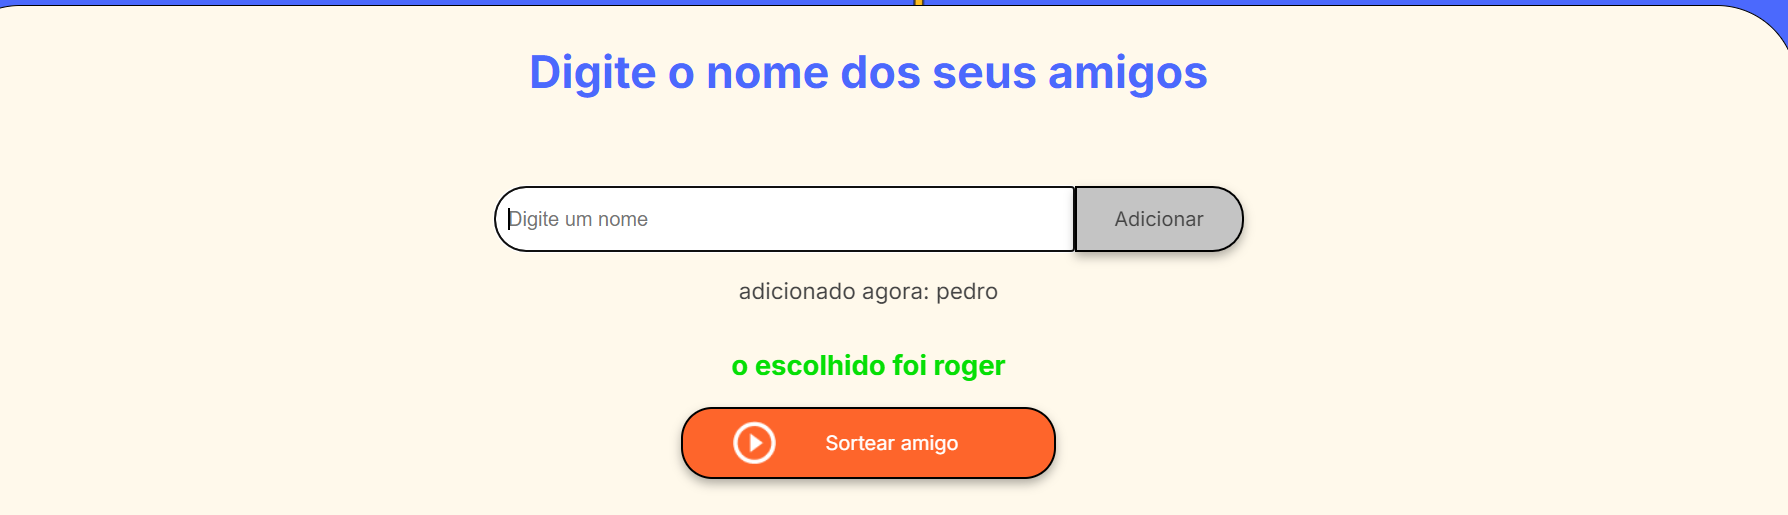 Digite o nome dos seus amigos
Digite um nome
Adicionar
adicionado agora: pedro
o escolhido foi roger
Sortear amigo